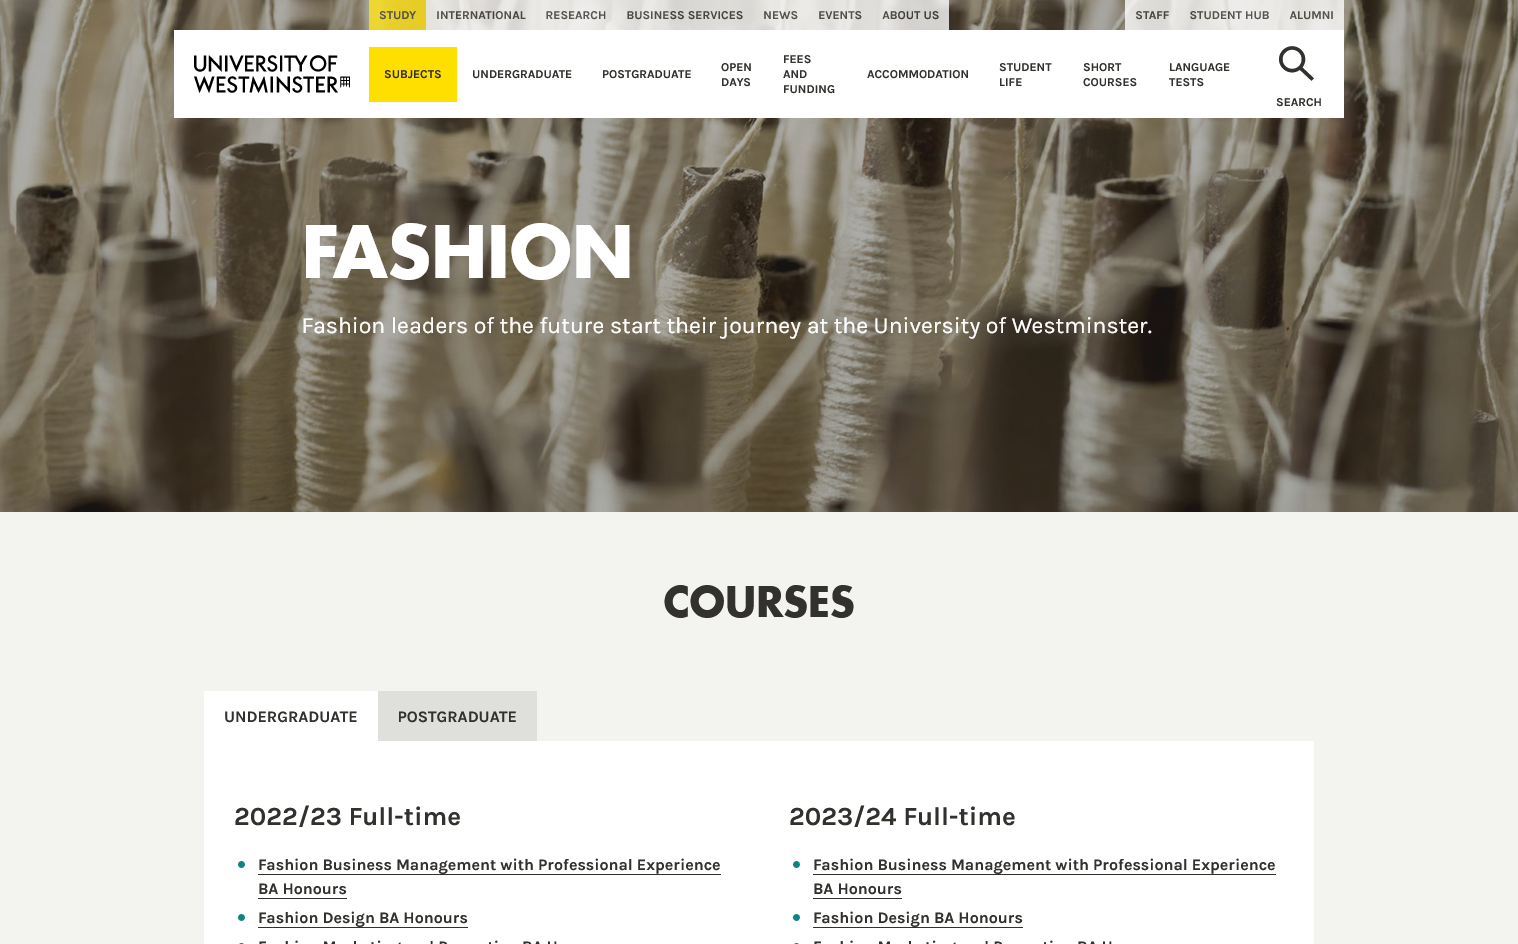 STUDY INTERNATIONAL RESEARCH BUSINESS SERVICES NEWS EVENTS ABOUT US STAFF STUDENT HUB ALUMNI
UNIVERSITY OF
WESTMINSTER
SUBJECTS
UNDERGRADUATE
POSTGRADUATE
OPEN
DAYS
FEES
AND
FUNDING
ACCOMMODATION
STUDENT
LIFE
SHORT
COURSES
LANGUAGE
TESTS
SEARCH
FASHION
Fashion leaders of the future start their journey at the University of Westminster.
COURSES
UNDERGRADUATE POSTGRADUATE
2022/23 Full-time
Fashion Business Management with Professional Experience
BA Honours
Fashion Design BA Honours
2023/24 Full-time
Fashion Business Management with Professional Experience
BA Honours
Fashion Design BA Honours